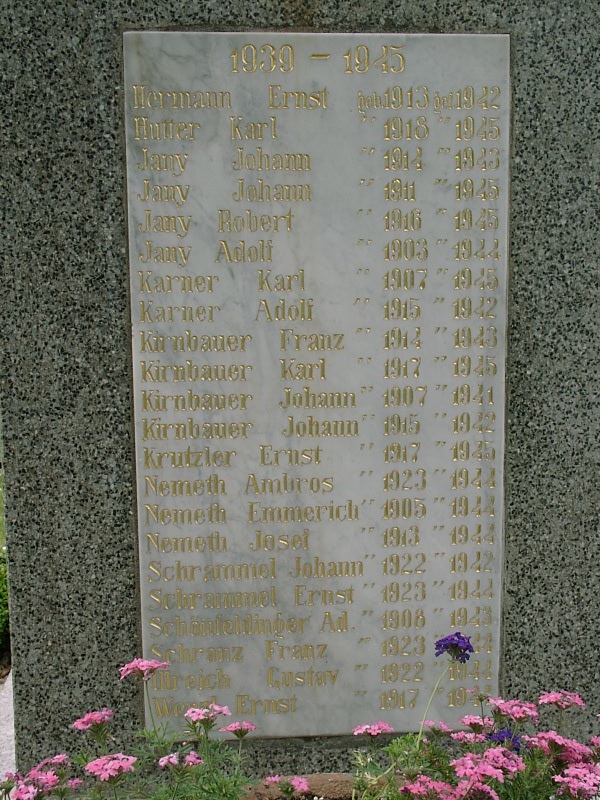 1939 - 1945
Hermann Ernst geb.1913 gef.1942
Hutter Karl " 1918 " 1945
Jany Johann " 1914 " 1943
Jany Johann " 1911 " 1945
Jany Robert " 1916 " 1945
Jany Adolf " 1903 " 1944
Karner Karl " 1907 " 1945
Karner Adolf " 1915 " 1942
Kirnbauer Franz " 1914 " 1943
Kirnbauer Karl " 1917 " 1945
Kirnbauer Johann " 1907 " 1941
Kirnbauer Johann " 1915 " 1942
Krutzler Ernst " 1917 " 1945
Nemeth Ambros " 1923 " 1944
Nemeth Emmerich " 1905 " 1944
Nemeth Josef " 1913 " 1944
Schrammel Johann " 1922 " 1942
Schrammel Ernst " 1923 " 1944
Schönfeldinger Ad. " 1908 " 1943
Schranz Franz " 1923 "
Ulreich Gustav " 1922 " 1944
Ernst " 1917 "